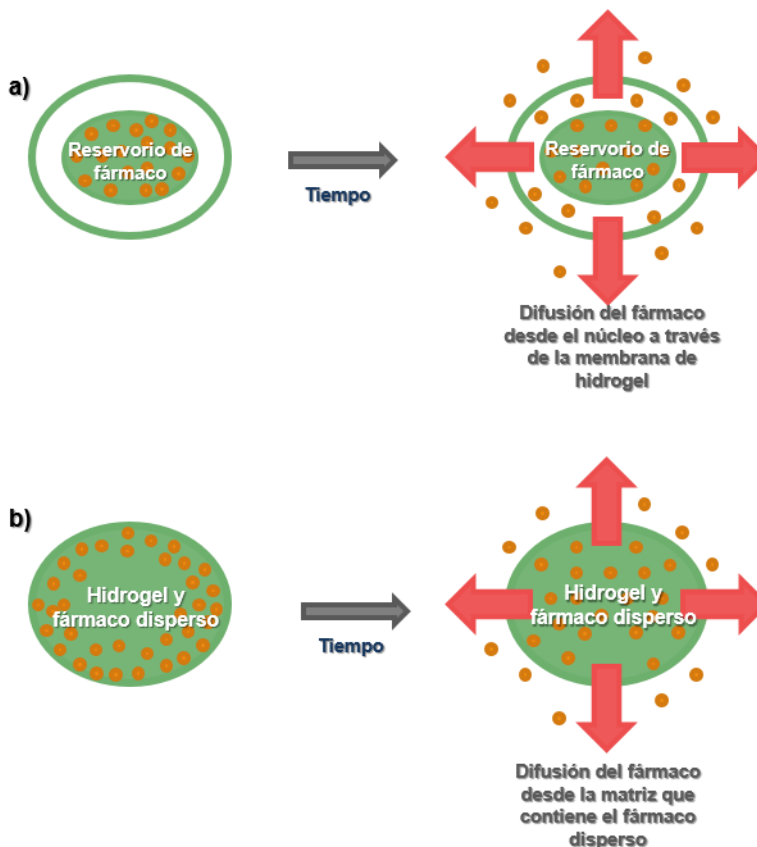 a)
Reservorio de
fármaco
Tiempo
Reservorio de
fármaco
Difusión del fármaco
desde el núcleo a través
de la membrana de
hidrogel
b)
Hidrogel y
fármaco disperso
Tiempo
Hidrogel y
fármaco disperso
Difusión del fármaco
desde la matriz que
contiene el fármaco
disperso